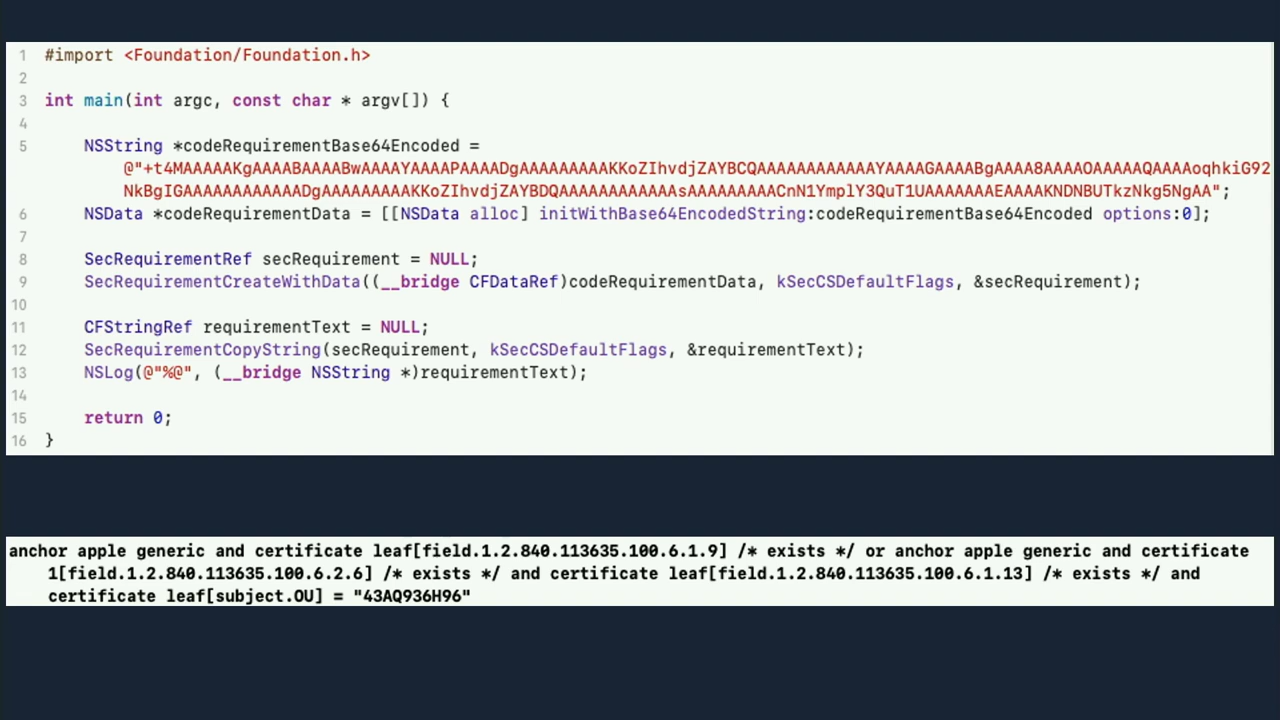 1 #import <Foundation/Foundation.h>
2
3 int main(int argc, const char * argv[]) {
4
5 NSString *codeRequirementBase64Encoded =
@"+t4MAAAAAKgAAAABAAAABwAAAAYAAAAPAAAADgAAAAAAAAAKKoZIhvdjZAYBCQAAAAAAAAAAAAYAAAAGAAAABgAAAA8AAAAOAAAAAQAAAAoqhkiG92
NkBgIGAAAAAAAAAAAADgAAAAAAAAAKKoZIhvdjZAYBDQAAAAAAAAAAAAsAAAAAAAAACnN1YmplY3QuT1UAAAAAAAEAAAAKNDNBUTkzNkg5NgAA";
6 NSData *codeRequirementData = [[NSData alloc] initWithBase64EncodedString:codeRequirementBase64Encoded options:0];
7
8 SecRequirementRef secRequirement = NULL;
9 SecRequirementCreateWithData((__bridge CFDataRef)codeRequirementData, kSecCSDefaultFlags, &secRequirement);
10
11 CFStringRef requirementText = NULL;
12 SecRequirementCopyString(secRequirement, kSecCSDefaultFlags, &requirementText);
13 NSLog(@"%@", (__bridge NSString *)requirementText);
14
15 return 0;
16 }
anchor apple generic and certificate leaf[field.1.2.840.113635.100.6.1.9] /* exists */ or anchor apple generic and certificate
1[field.1.2.840.113635.100.6.2.6] /* exists */ and certificate leaf[field.1.2.840.113635.100.6.1.13] /* exists */ and
certificate leaf[subject.OU] = "43AQ936H96"